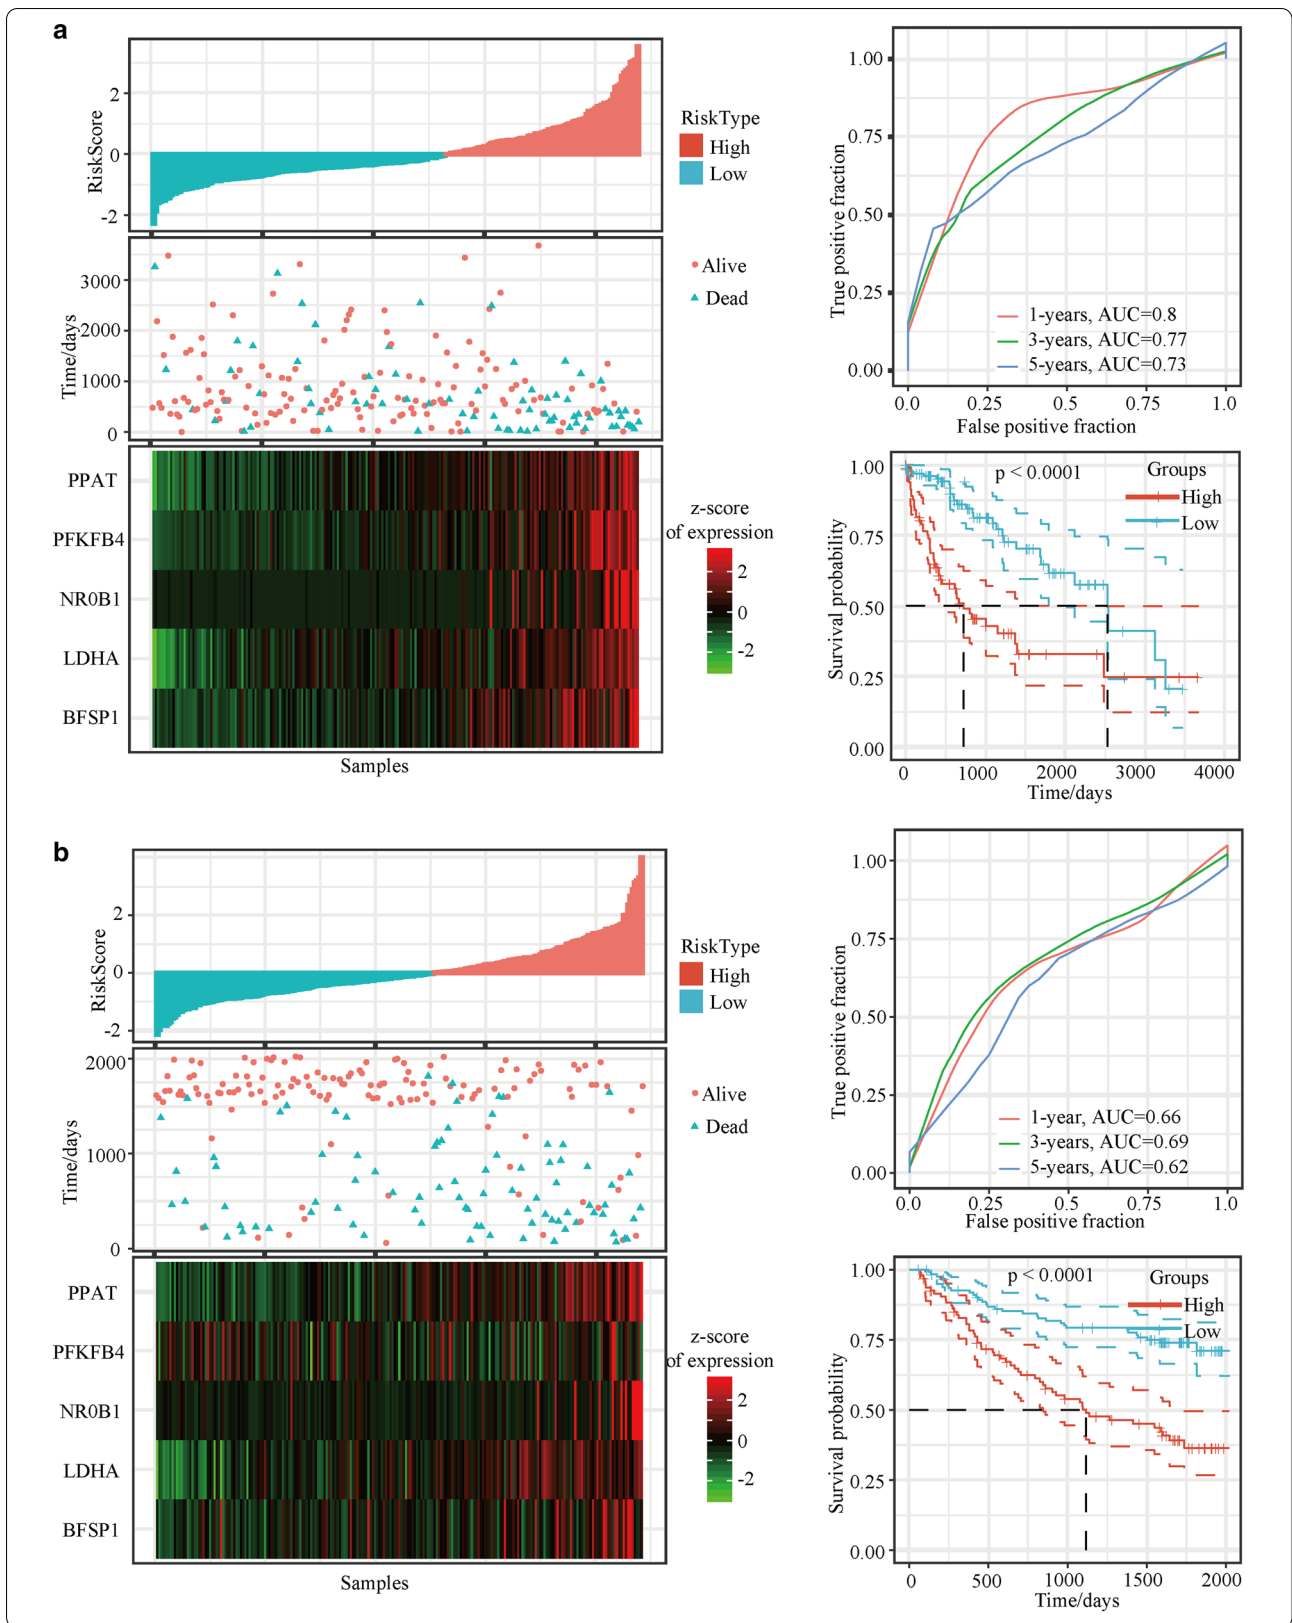 a
RiskScore
2
0
-2
RiskType
High
Low
Time/days
3000
2000
1000
0
Alive
Dead
PPAT
PFKFB4
NR0B1
LDHA
BFSP1
Samples
z-score
of expression
2
0
-2
True positive fraction
1.00
0.75
0.50
0.25
0.00
1-years, AUC=0.8
3-years, AUC=0.77
5-years, AUC=0.73
0.0 0.25 0.5 0.75 1.0
False positive fraction
Survival probability
1.00
0.75
0.50
0.25
0.00
p < 0.0001
Groups
High
Low
0 1000 2000 3000 4000
Time/days
b
RiskScore
2
0
-2
RiskType
High
Low
Time/days
2000
1000
0
Alive
Dead
PPAT
PFKFB4
NR0B1
LDHA
BFSP1
Samples
z-score
of expression
2
0
-2
True positive fraction
1.00
0.75
0.50
0.25
0.00
1-year, AUC=0.66
3-years, AUC=0.69
5-years, AUC=0.62
0.0 0.25 0.5 0.75 1.0
False positive fraction
Survival probability
1.00
0.75
0.50
0.25
0.00
p < 0.0001
Groups
High
Low
0 500 1000 1500 2000
Time/days